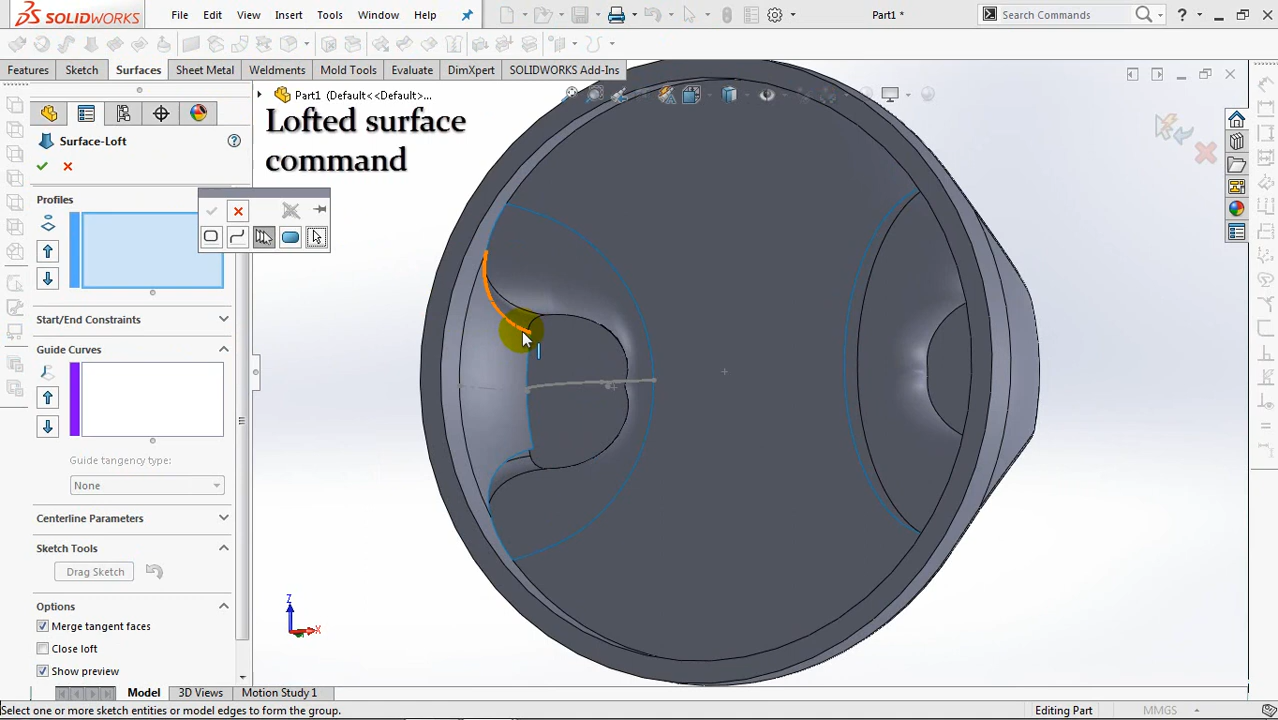 SOLIDWORKS File Edit View Insert Tools Window Help Part1 * Search Commands ?
Features Sketch Surfaces Sheet Metal Weldments Mold Tools Evaluate DimXpert SOLIDWORKS Add-Ins
Part1 (Default<<Default>...
Lofted surface
command
Surface-Loft
Profiles
Start/End Constraints
Guide Curves
Guide tangency type:
None
Centerline Parameters
Sketch Tools
Drag Sketch
Options
Merge tangent faces
Close loft
Show preview
Z
X
Model 3D Views Motion Study 1
Select one or more sketch entities or model edges to form the group. Editing Part MMGS